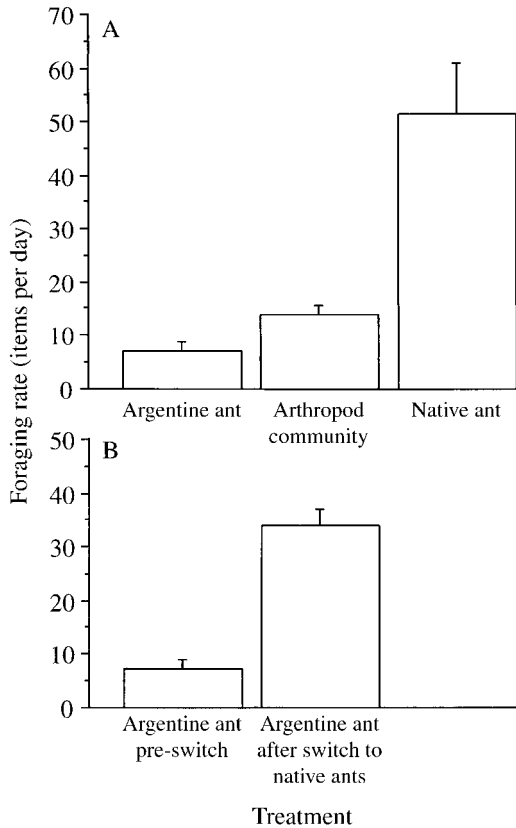 A
70
60
50
40
30
20
10
0
Argentine ant
Arthropod
community
Native ant
Foraging rate (items per day)
B
50
40
30
20
10
0
Argentine ant
pre-switch
Argentine ant
after switch to
native ants
Treatment